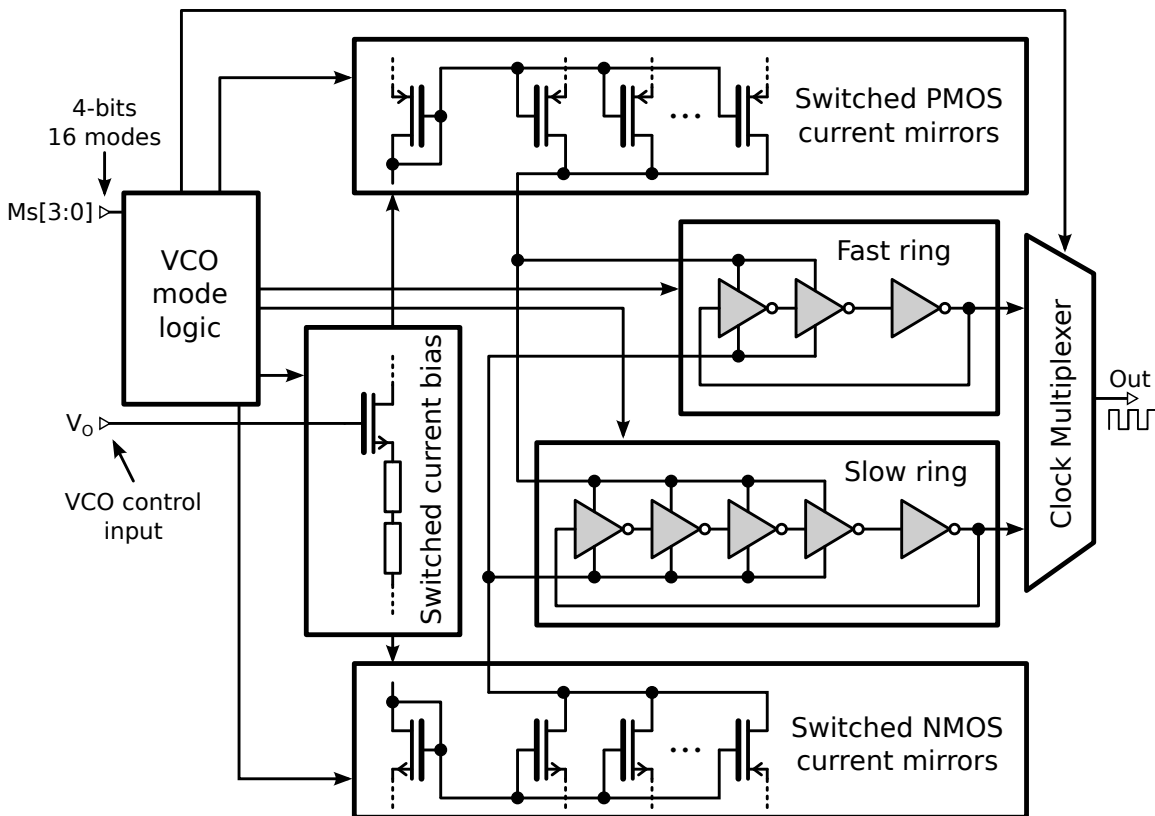 4-bits
16 modes
Ms[3:0]
VCO
mode
logic
V_O
VCO control
input
Switched current bias
Switched PMOS
current mirrors
...
Fast ring
Slow ring
Switched NMOS
current mirrors
...
Clock Multiplexer
Out